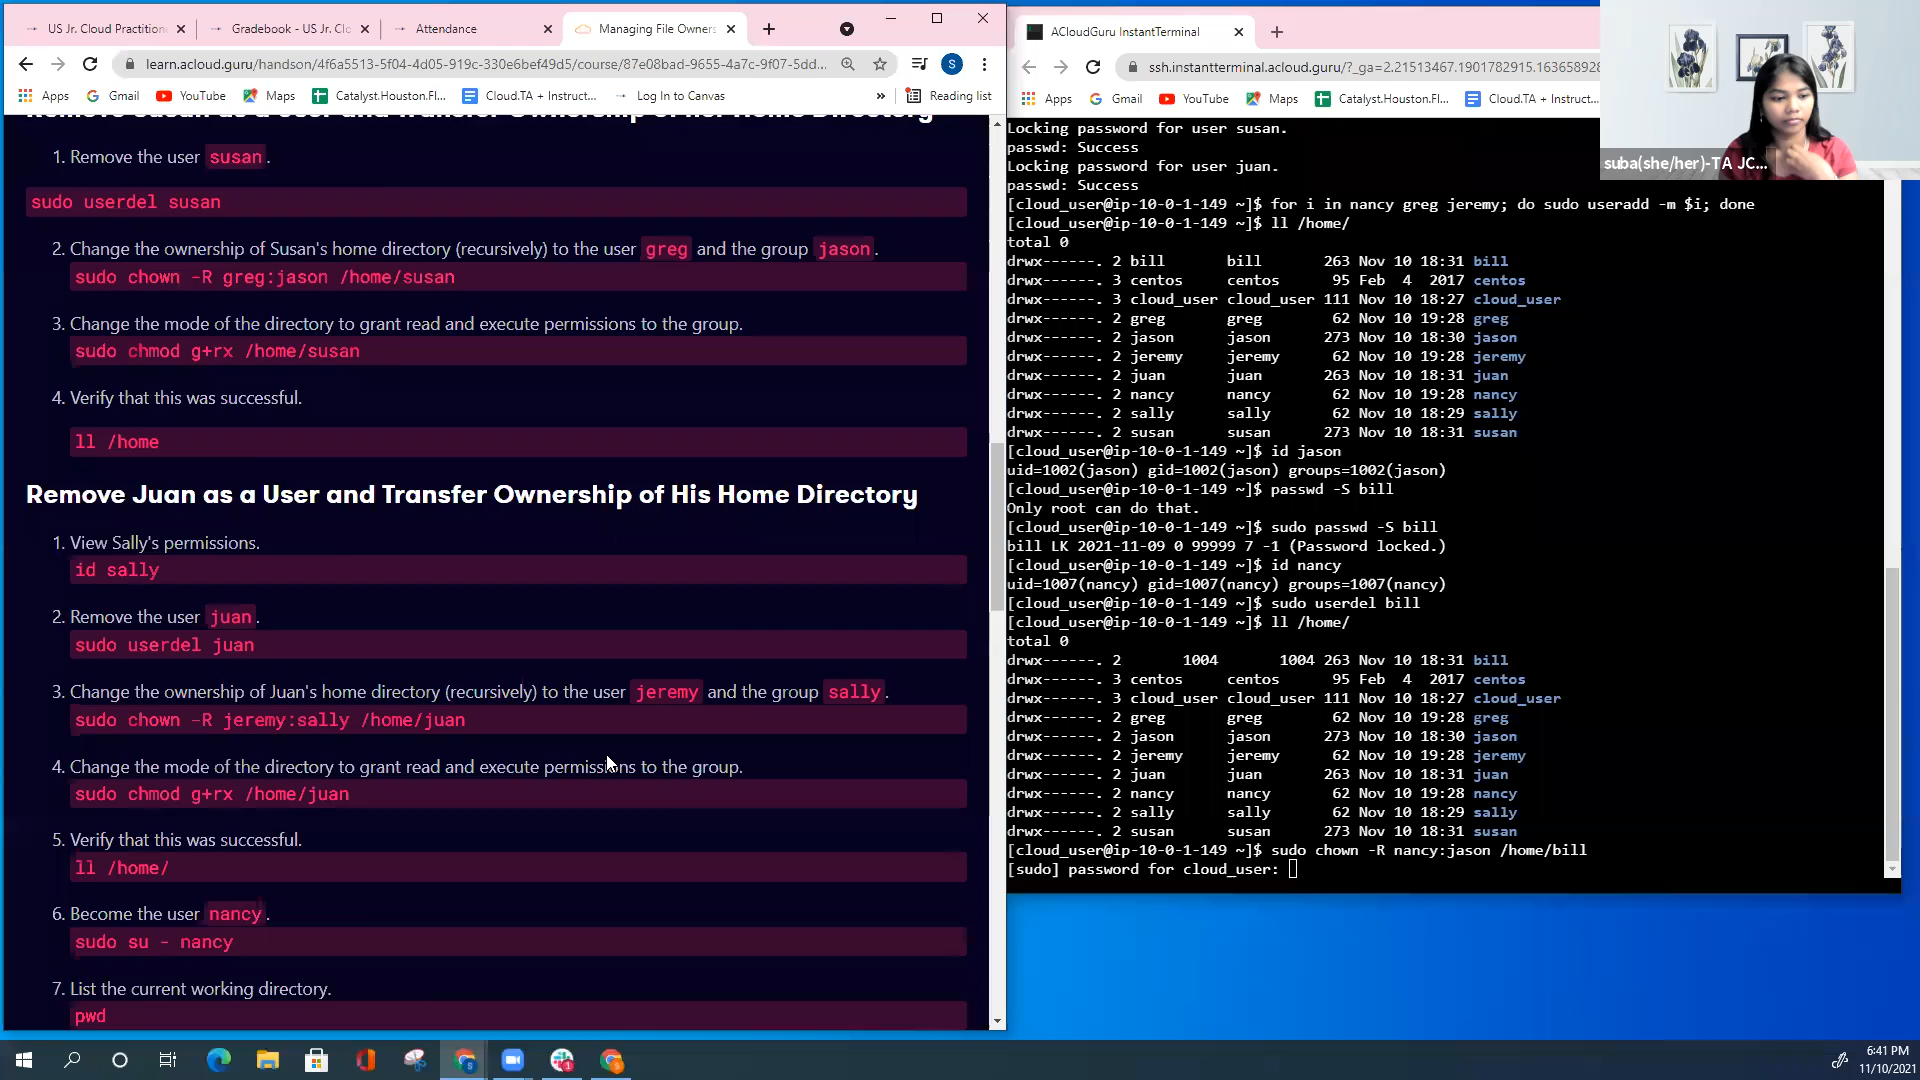 US Jr. Cloud Practition
Gradebook - US Jr. Clo
Attendance
Managing File Owners
learn.acloud.guru/handson/4f6a5513-5f04-4d05-919c-330e6bef49d5/course/87e08bad-9655-4a7c-9f07-5dd...
S
Apps
Gmail
YouTube
Maps
Catalyst.Houston.Fl...
Cloud.TA + Instruct...
Log In to Canvas
»
Reading list
Remove Susan as a User and Transfer Ownership of her Home Directory
1. Remove the user susan.
sudo userdel susan
2. Change the ownership of Susan's home directory (recursively) to the user greg and the group jason.
sudo chown -R greg:jason /home/susan
3. Change the mode of the directory to grant read and execute permissions to the group.
sudo chmod g+rx /home/susan
4. Verify that this was successful.
ll /home
Remove Juan as a User and Transfer Ownership of His Home Directory
1. View Sally's permissions.
id sally
2. Remove the user juan.
sudo userdel juan
3. Change the ownership of Juan's home directory (recursively) to the user jeremy and the group sally.
sudo chown -R jeremy:sally /home/juan
4. Change the mode of the directory to grant read and execute permissions to the group.
sudo chmod g+rx /home/juan
5. Verify that this was successful.
ll /home/
6. Become the user nancy.
sudo su - nancy
7. List the current working directory.
pwd
ACloudGuru InstantTerminal
ssh.instantterminal.acloud.guru/?_ga=2.21513467.1901782915.163658928
Apps
Gmail
YouTube
Maps
Catalyst.Houston.Fl...
Cloud.TA + Instruct...
suba(she/her)-TA JC...
Locking password for user susan.
passwd: Success
Locking password for user juan.
passwd: Success
[cloud_user@ip-10-0-1-149 ~]$ for i in nancy greg jeremy; do sudo useradd -m $i; done
[cloud_user@ip-10-0-1-149 ~]$ ll /home/
total 0
drwx------. 2 bill bill 263 Nov 10 18:31 bill
drwx------. 3 centos centos 95 Feb 4 2017 centos
drwx------. 3 cloud_user cloud_user 111 Nov 10 18:27 cloud_user
drwx------. 2 greg greg 62 Nov 10 19:28 greg
drwx------. 2 jason jason 273 Nov 10 18:30 jason
drwx------. 2 jeremy jeremy 62 Nov 10 19:28 jeremy
drwx------. 2 juan juan 263 Nov 10 18:31 juan
drwx------. 2 nancy nancy 62 Nov 10 19:28 nancy
drwx------. 2 sally sally 62 Nov 10 18:29 sally
drwx------. 2 susan susan 273 Nov 10 18:31 susan
[cloud_user@ip-10-0-1-149 ~]$ id jason
uid=1002(jason) gid=1002(jason) groups=1002(jason)
[cloud_user@ip-10-0-1-149 ~]$ passwd -S bill
Only root can do that.
[cloud_user@ip-10-0-1-149 ~]$ sudo passwd -S bill
bill LK 2021-11-09 0 99999 7 -1 (Password locked.)
[cloud_user@ip-10-0-1-149 ~]$ id nancy
uid=1007(nancy) gid=1007(nancy) groups=1007(nancy)
[cloud_user@ip-10-0-1-149 ~]$ sudo userdel bill
[cloud_user@ip-10-0-1-149 ~]$ ll /home/
total 0
drwx------. 2 1004 1004 263 Nov 10 18:31 bill
drwx------. 3 centos centos 95 Feb 4 2017 centos
drwx------. 3 cloud_user cloud_user 111 Nov 10 18:27 cloud_user
drwx------. 2 greg greg 62 Nov 10 19:28 greg
drwx------. 2 jason jason 273 Nov 10 18:30 jason
drwx------. 2 jeremy jeremy 62 Nov 10 19:28 jeremy
drwx------. 2 juan juan 263 Nov 10 18:31 juan
drwx------. 2 nancy nancy 62 Nov 10 19:28 nancy
drwx------. 2 sally sally 62 Nov 10 18:29 sally
drwx------. 2 susan susan 273 Nov 10 18:31 susan
[cloud_user@ip-10-0-1-149 ~]$ sudo chown -R nancy:jason /home/bill
[sudo] password for cloud_user:
6:41 PM
11/10/2021